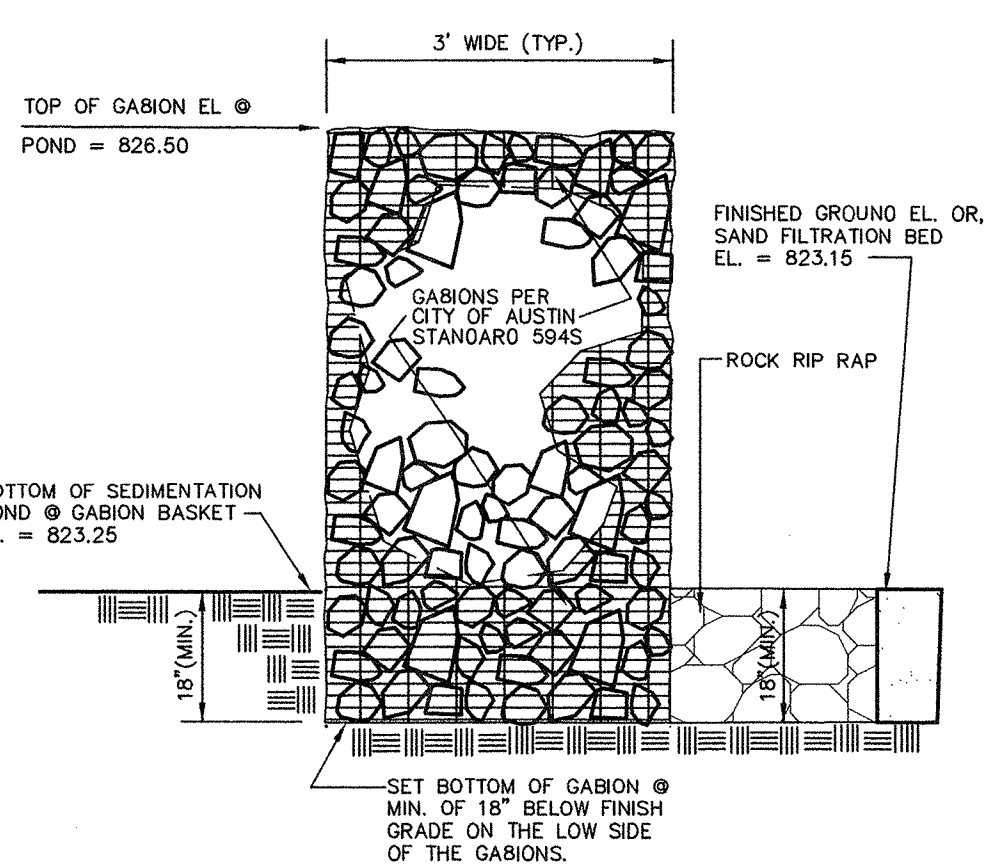 3' WIDE (TYP.)
TOP OF GA8ION EL @
POND = 826.50
FINISHED GROUNO EL. OR,
SAND FILTRATION BED
EL. = 823.15
GA8IONS PER
CITY OF AUSTIN
STANOARO 594S
ROCK RIP RAP
OTTOM OF SEDIMENTATION
OND @ GABION BASKET
. = 823.25
18"(MIN.)
18"(MIN.)
SET BOTTOM OF GABION @
MIN. OF 18" BELOW FINISH
GRADE ON THE LOW SIDE
OF THE GA8IONS.